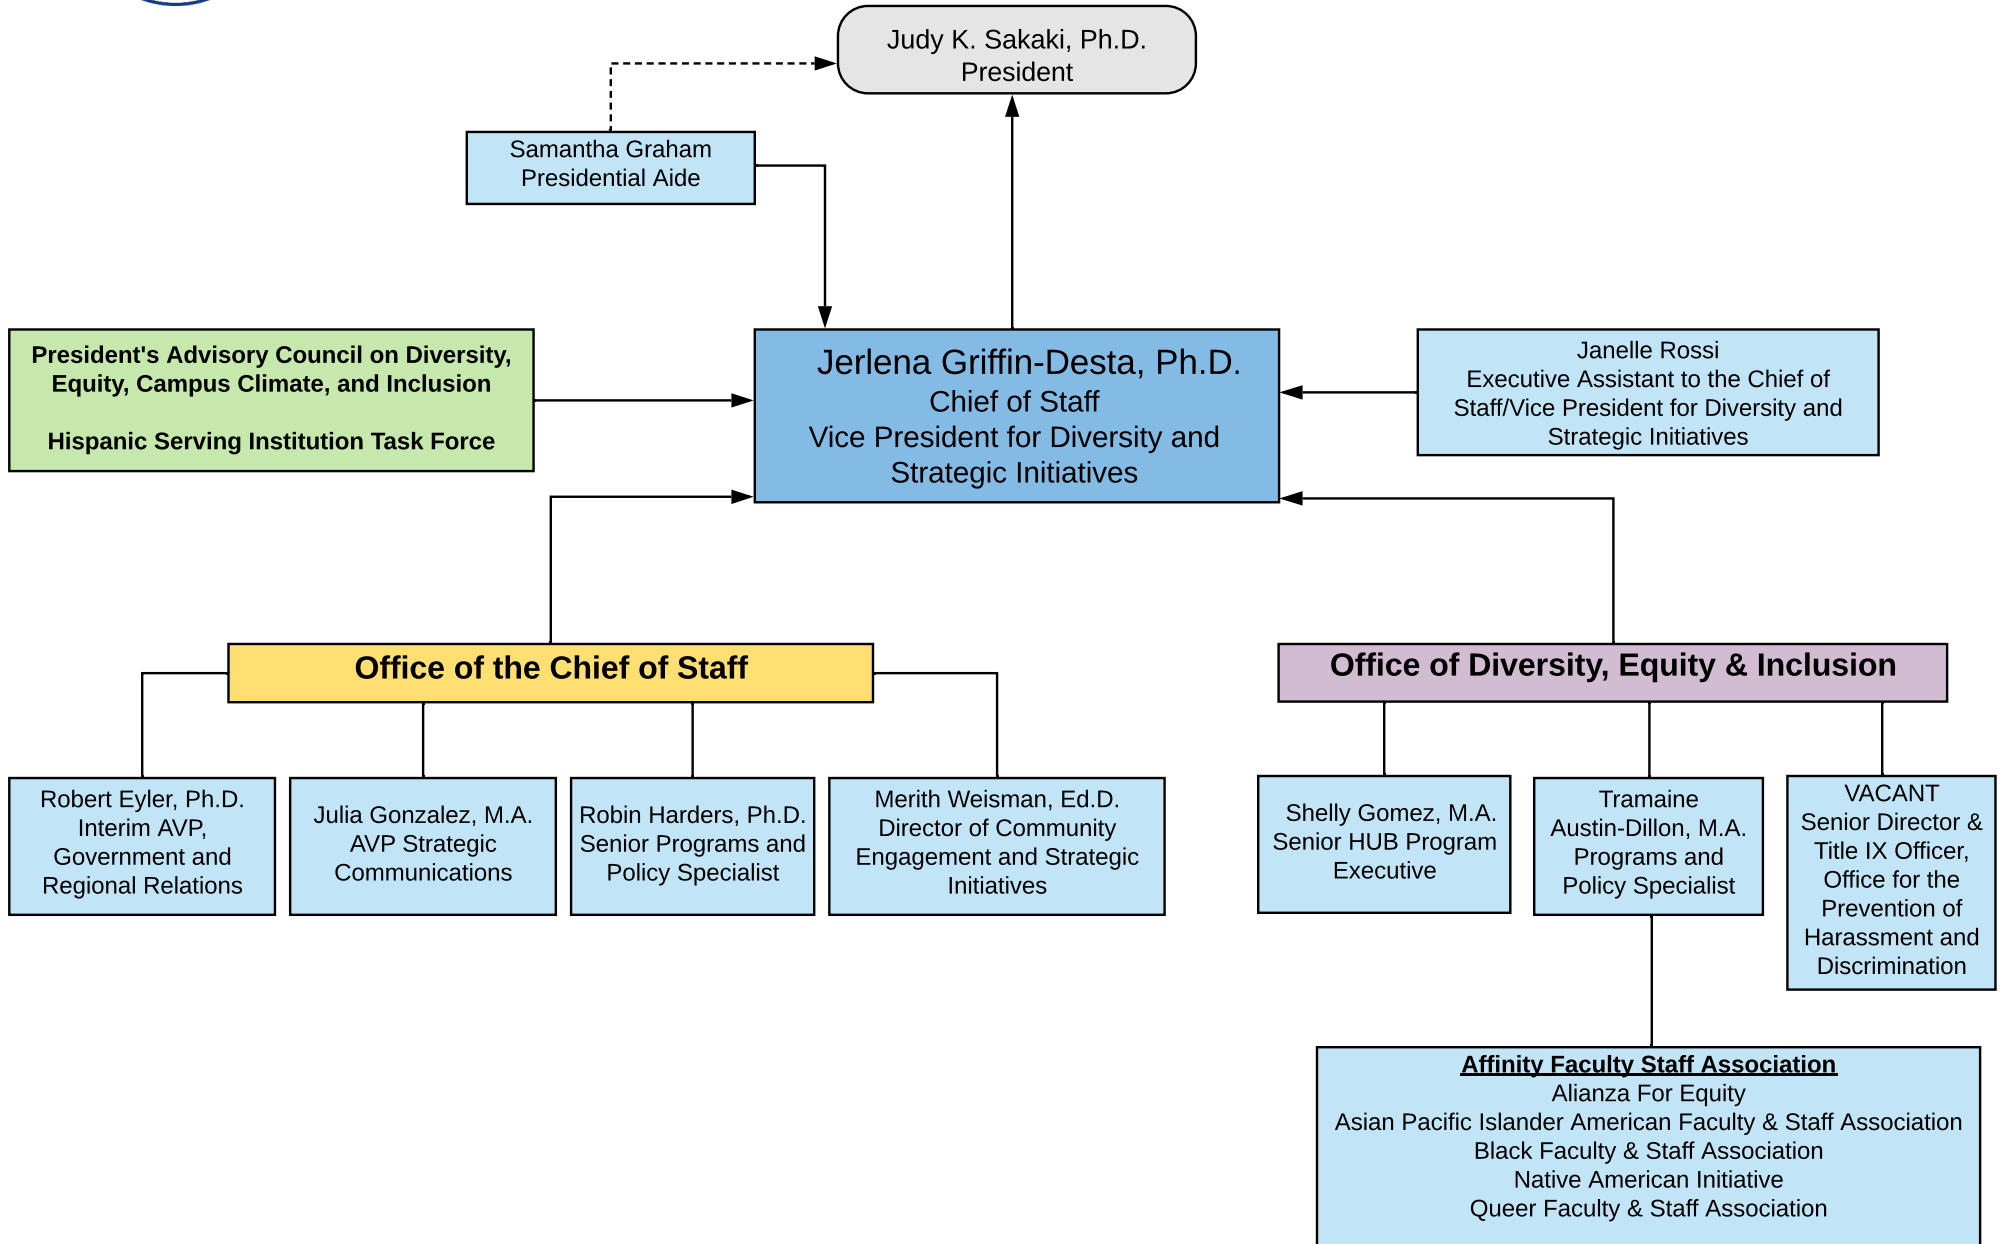 Judy K. Sakaki, Ph.D.
President
Samantha Graham
Presidential Aide
President's Advisory Council on Diversity,
Equity, Campus Climate, and Inclusion
Hispanic Serving Institution Task Force
Jerlena Griffin-Desta, Ph.D.
Chief of Staff
Vice President for Diversity and
Strategic Initiatives
Janelle Rossi
Executive Assistant to the Chief of
Staff/Vice President for Diversity and
Strategic Initiatives
Office of the Chief of Staff
Office of Diversity, Equity & Inclusion
Robert Eyler, Ph.D.
Interim AVP,
Government and
Regional Relations
Julia Gonzalez, M.A.
AVP Strategic
Communications
Robin Harders, Ph.D.
Senior Programs and
Policy Specialist
Merith Weisman, Ed.D.
Director of Community
Engagement and Strategic
Initiatives
Shelly Gomez, M.A.
Senior HUB Program
Executive
Tramaine
Austin-Dillon, M.A.
Programs and
Policy Specialist
VACANT
Senior Director &
Title IX Officer,
Office for the
Prevention of
Harassment and
Discrimination
Affinity Faculty Staff Association
Alianza For Equity
Asian Pacific Islander American Faculty & Staff Association
Black Faculty & Staff Association
Native American Initiative
Queer Faculty & Staff Association